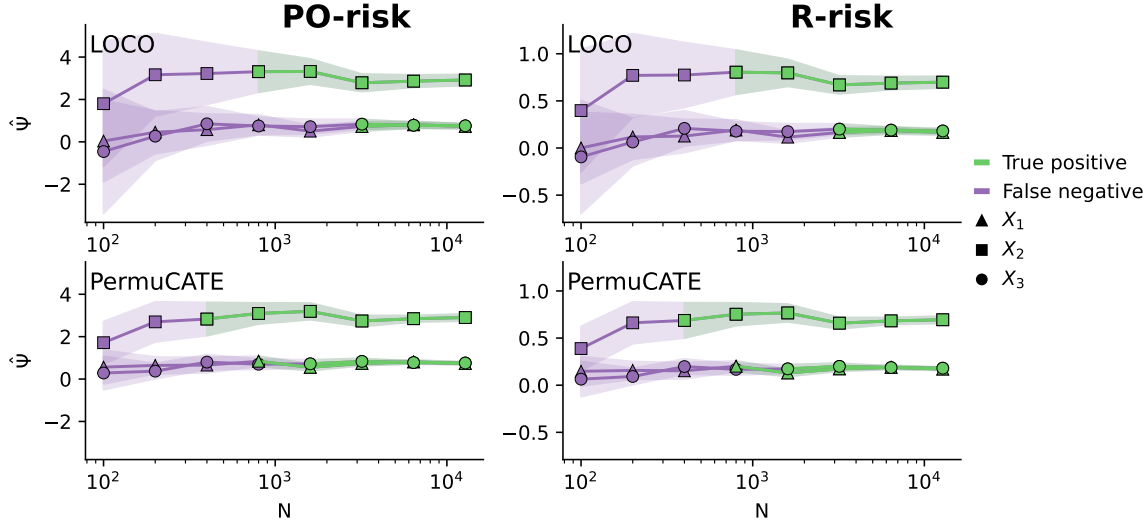 PO-risk
R-risk
LOCO
LOCO
4
2
0
−2
ψ̂
10² 10³ 10⁴
1.0
0.5
0.0
−0.5
10² 10³ 10⁴
True positive
False negative
X₁
X₂
X₃
PermuCATE
PermuCATE
4
2
0
−2
ψ̂
10² 10³ 10⁴
N
1.0
0.5
0.0
−0.5
10² 10³ 10⁴
N